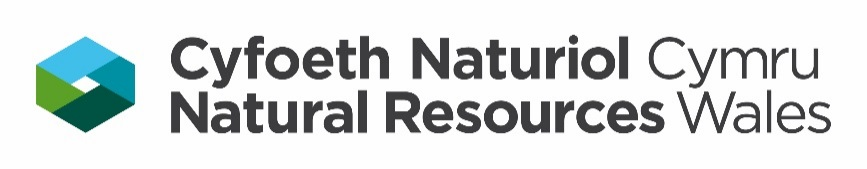 Cyfoeth Naturiol Cymru
Natural Resources Wales